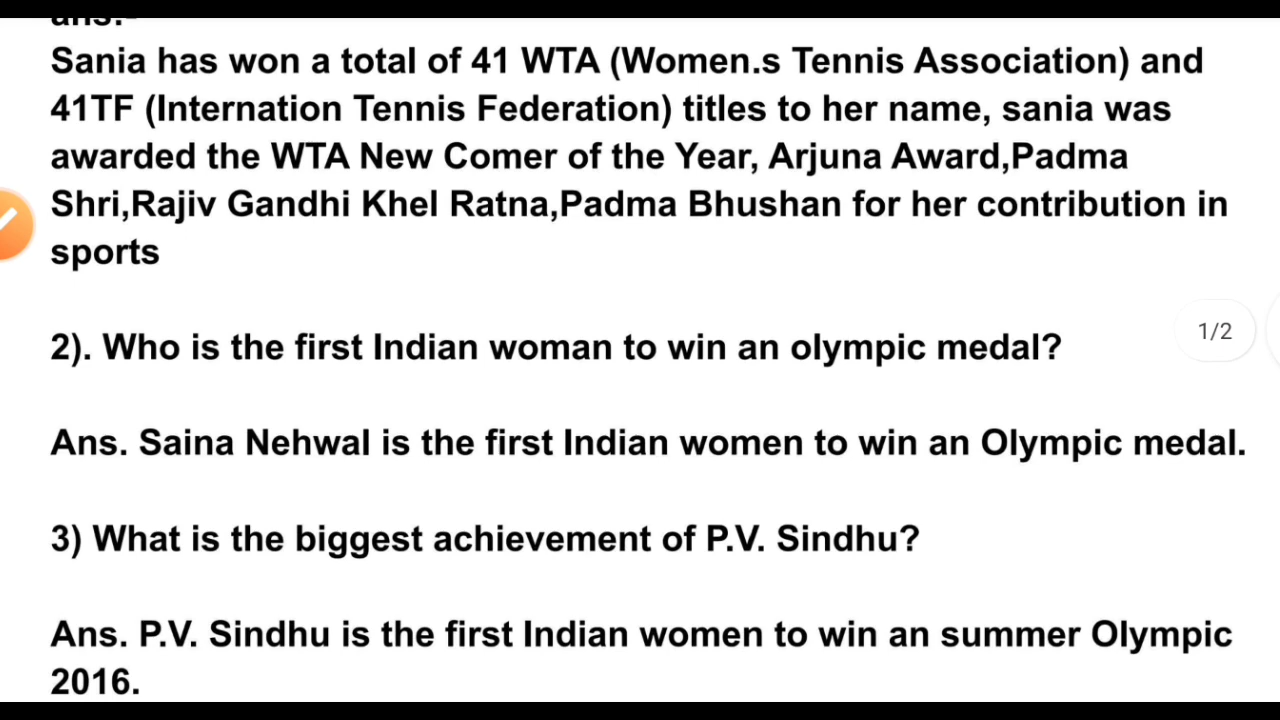 ans:-
Sania has won a total of 41 WTA (Women.s Tennis Association) and
41TF (Internation Tennis Federation) titles to her name, sania was
awarded the WTA New Comer of the Year, Arjuna Award,Padma
Shri,Rajiv Gandhi Khel Ratna,Padma Bhushan for her contribution in
sports
2). Who is the first Indian woman to win an olympic medal?
1/2
Ans. Saina Nehwal is the first Indian women to win an Olympic medal.
3) What is the biggest achievement of P.V. Sindhu?
Ans. P.V. Sindhu is the first Indian women to win an summer Olympic
2016.